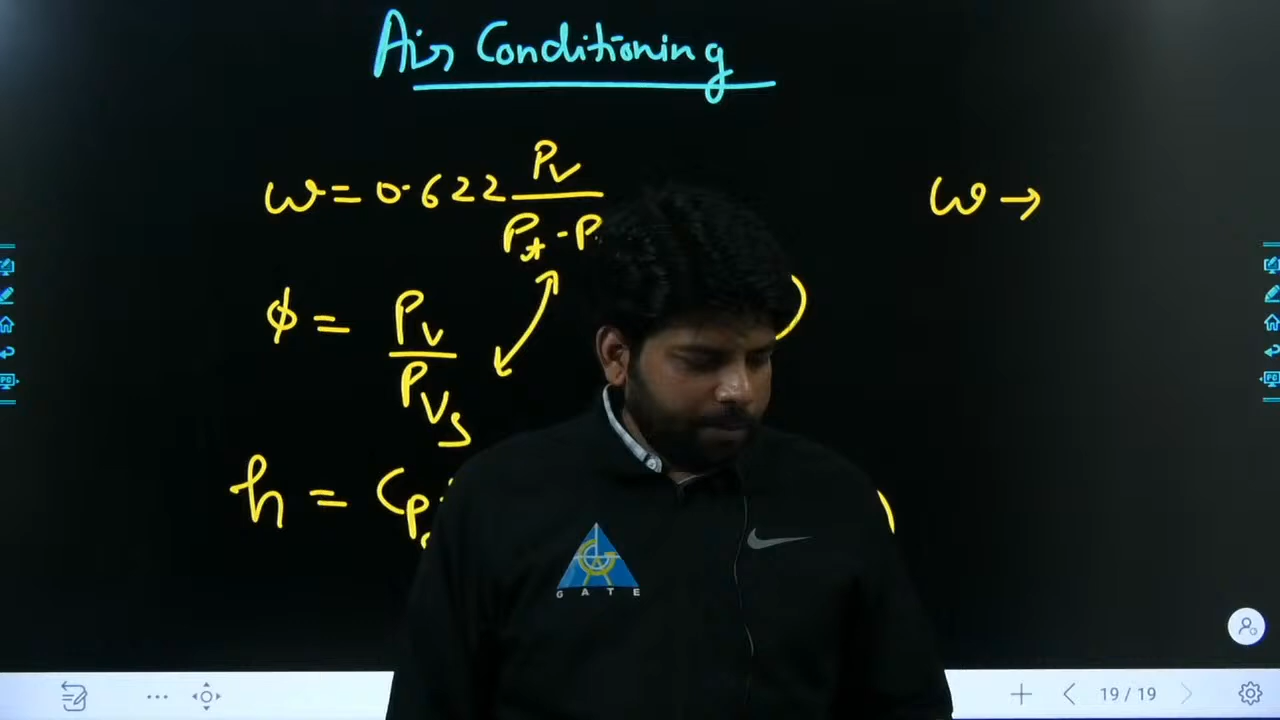 Air Conditioning
ω = 0.622 Pv / Pt - P
ω →
φ = Pv / Pvs
)
h = Cp
)
GATE
19 / 19